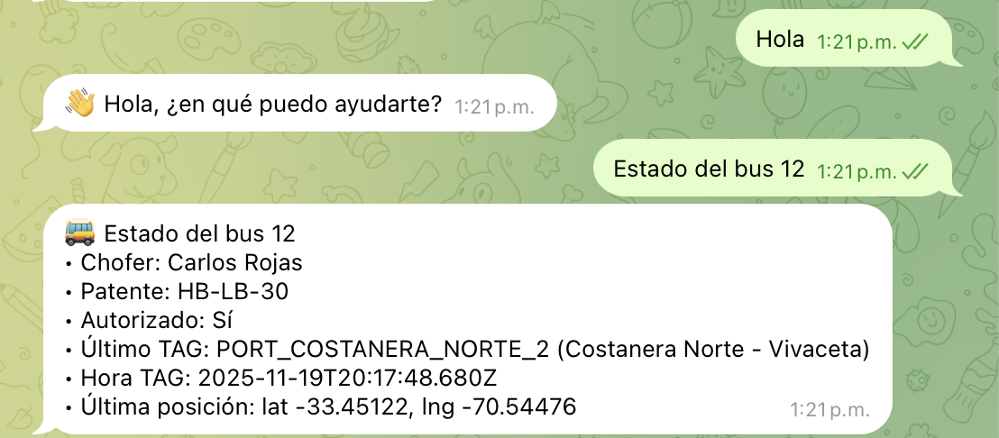 Hola 1:21 p.m.
👋 Hola, ¿en qué puedo ayudarte? 1:21 p.m.
Estado del bus 12 1:21 p.m.
🚌 Estado del bus 12
• Chofer: Carlos Rojas
• Patente: HB-LB-30
• Autorizado: Sí
• Último TAG: PORT_COSTANERA_NORTE_2 (Costanera Norte - Vivaceta)
• Hora TAG: 2025-11-19T20:17:48.680Z
• Última posición: lat -33.45122, lng -70.54476 1:21 p.m.